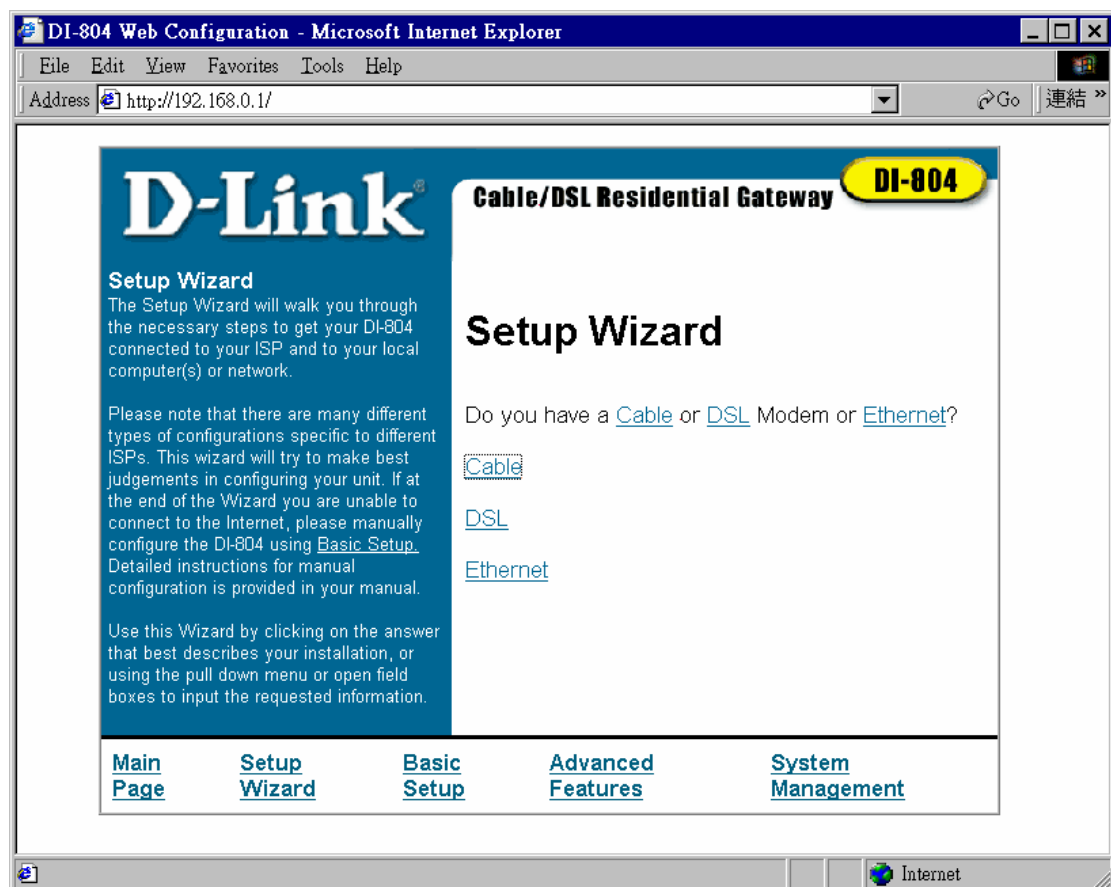 DI-804 Web Configuration - Microsoft Internet Explorer
File Edit View Favorites Tools Help
Address http://192.168.0.1/ Go 連結 »
D-Link®
Cable/DSL Residential Gateway
DI-804
Setup Wizard
The Setup Wizard will walk you through
the necessary steps to get your DI-804
connected to your ISP and to your local
computer(s) or network.
Please note that there are many different
types of configurations specific to different
ISPs. This wizard will try to make best
judgements in configuring your unit. If at
the end of the Wizard you are unable to
connect to the Internet, please manually
configure the DI-804 using Basic Setup.
Detailed instructions for manual
configuration is provided in your manual.
Use this Wizard by clicking on the answer
that best describes your installation, or
using the pull down menu or open field
boxes to input the requested information.
Setup Wizard
Do you have a Cable or DSL Modem or Ethernet?
Cable
DSL
Ethernet
Main Page
Setup Wizard
Basic Setup
Advanced Features
System Management
Internet